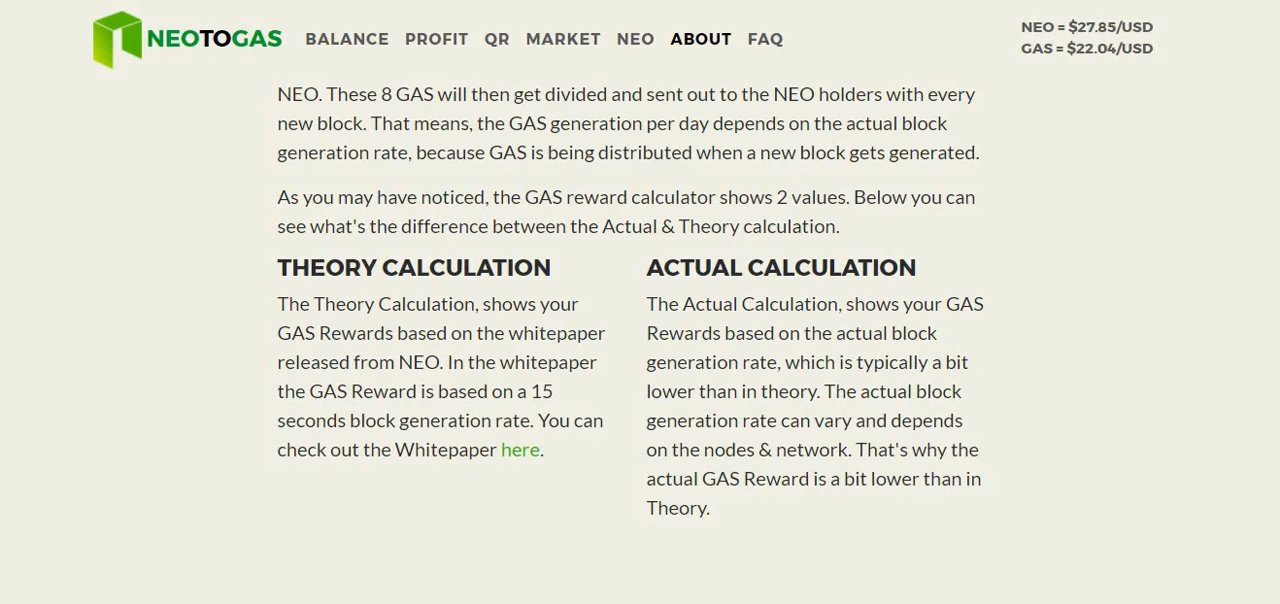 NEOTOGAS BALANCE PROFIT QR MARKET NEO ABOUT FAQ
NEO = $27.85/USD
GAS = $22.04/USD
NEO. These 8 GAS will then get divided and sent out to the NEO holders with every
new block. That means, the GAS generation per day depends on the actual block
generation rate, because GAS is being distributed when a new block gets generated.
As you may have noticed, the GAS reward calculator shows 2 values. Below you can
see what's the difference between the Actual & Theory calculation.
THEORY CALCULATION
The Theory Calculation, shows your
GAS Rewards based on the whitepaper
released from NEO. In the whitepaper
the GAS Reward is based on a 15
seconds block generation rate. You can
check out the Whitepaper here.
ACTUAL CALCULATION
The Actual Calculation, shows your GAS
Rewards based on the actual block
generation rate, which is typically a bit
lower than in theory. The actual block
generation rate can vary and depends
on the nodes & network. That's why the
actual GAS Reward is a bit lower than in
Theory.